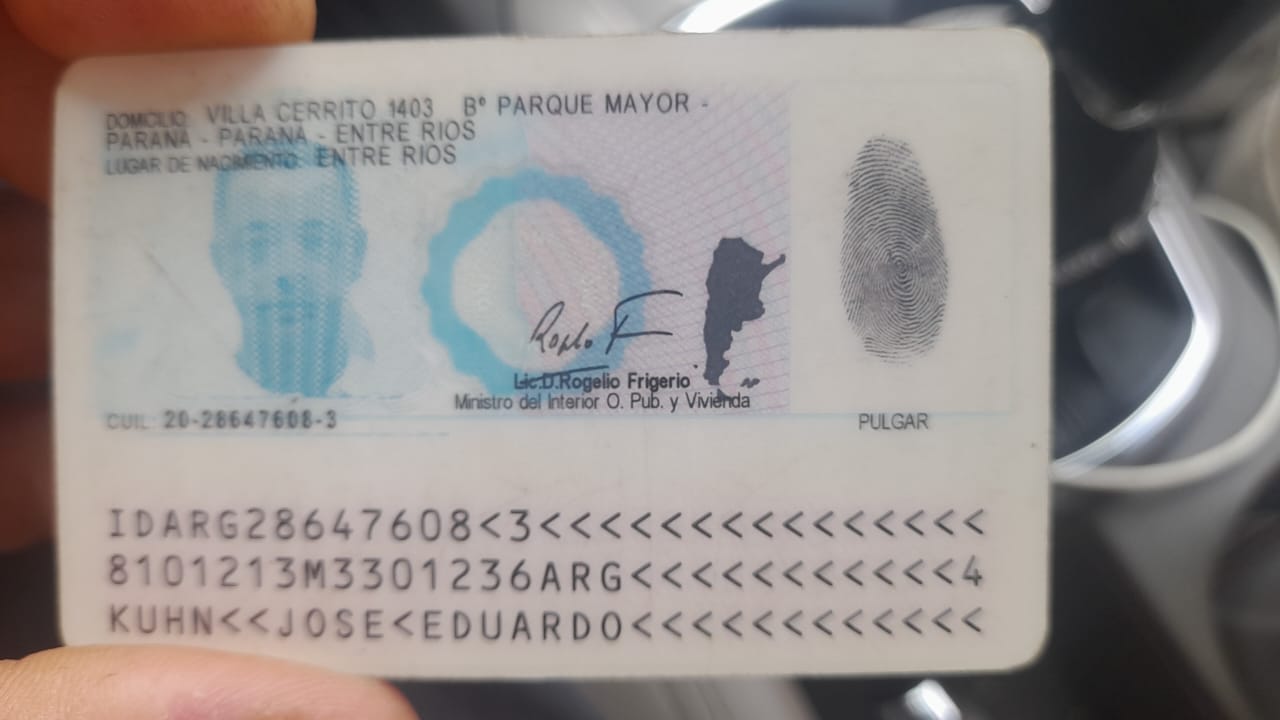 DOMICILIO: VILLA CERRITO 1403 Bº PARQUE MAYOR -
PARANA - PARANA - ENTRE RIOS
LUGAR DE NACIMIENTO: ENTRE RIOS
Lic.D.Rogelio Frigerio
Ministro del Interior O. Pub. y Vivienda
CUIL: 20-28647608-3
PULGAR
IDARG28647608<3<<<<<<<<<<<<<<<
8101213M3301236ARG<<<<<<<<<<<4
KUHN<<JOSE<EDUARDO<<<<<<<<<<<<